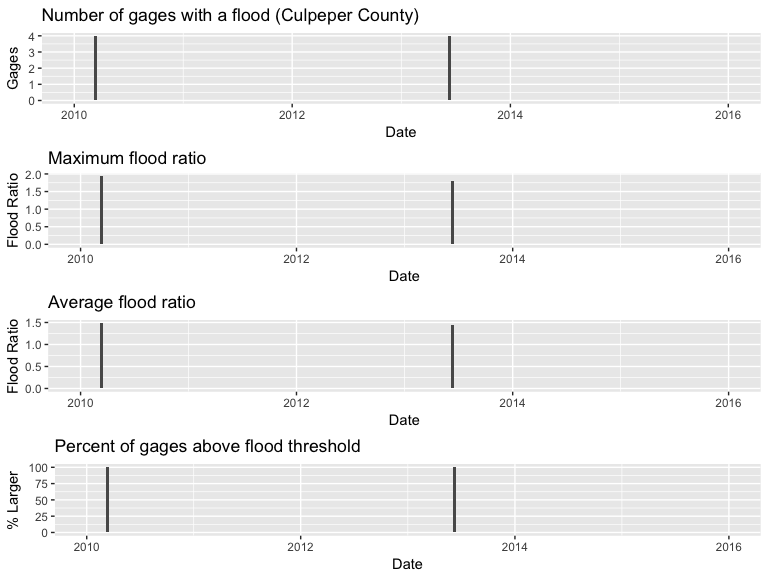 Number of gages with a flood (Culpeper County)
Gages
4
3
2
1
0
2010 2012 2014 2016
Date
Maximum flood ratio
Flood Ratio
2.0
1.5
1.0
0.5
0.0
2010 2012 2014 2016
Date
Average flood ratio
Flood Ratio
1.5
1.0
0.5
0.0
2010 2012 2014 2016
Date
Percent of gages above flood threshold
% Larger
100
75
50
25
0
2010 2012 2014 2016
Date